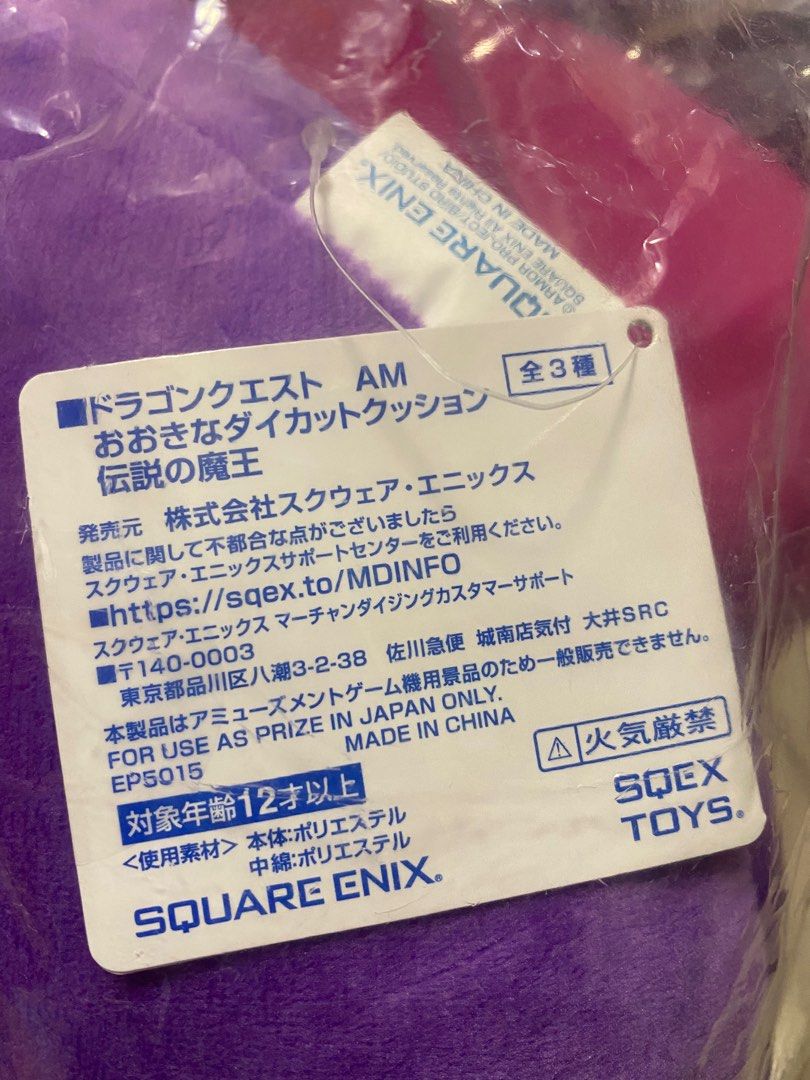 ■ドラゴンクエスト AM
全3種
おおきなダイカットクッション
伝説の魔王
発売元 株式会社スクウェア・エニックス
製品に関して不都合な点がございましたら
スクウェア・エニックスサポートセンターをご利用ください。
■https://sqex.to/MDINFO
スクウェア・エニックス マーチャンダイジングカスタマーサポート
■〒140-0003
東京都品川区八潮3-2-38 佐川急便 城南店気付 大井SRC
本製品はアミューズメントゲーム機用景品のため一般販売できません。
FOR USE AS PRIZE IN JAPAN ONLY.
MADE IN CHINA
EP5015
⚠火気厳禁
対象年齢12才以上
<使用素材> 本体:ポリエステル
中綿:ポリエステル
SQUARE ENIX®
SQEX
TOYS®
QUARE ENIX®
© ARMOR PROJECT/BIRD STUDIO/
SQUARE ENIX All Rights Reserved.
MADE IN CHINA